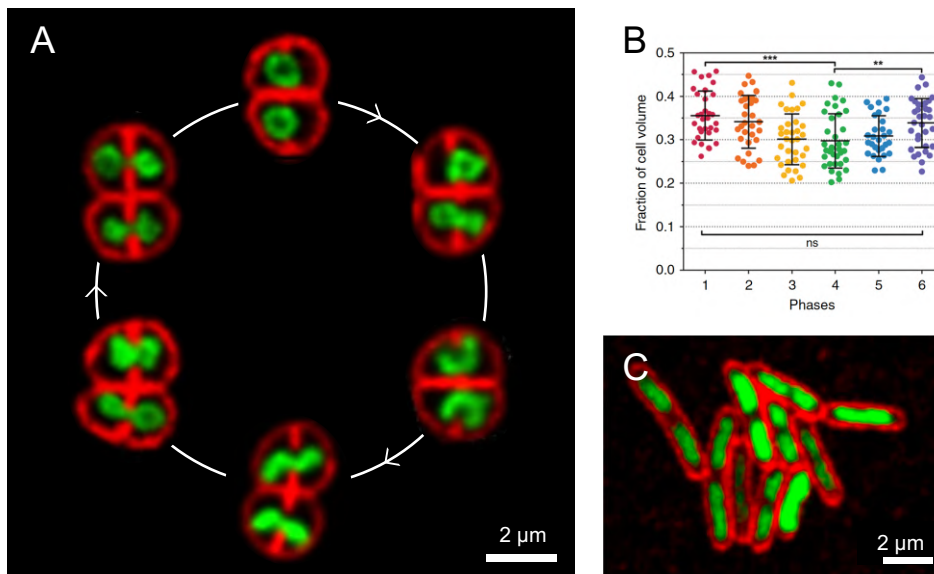 A
2 µm
B
Fraction of cell volume
0.5
0.4
0.3
0.2
0.1
0.0
***
**
ns
1 2 3 4 5 6
Phases
C
2 µm